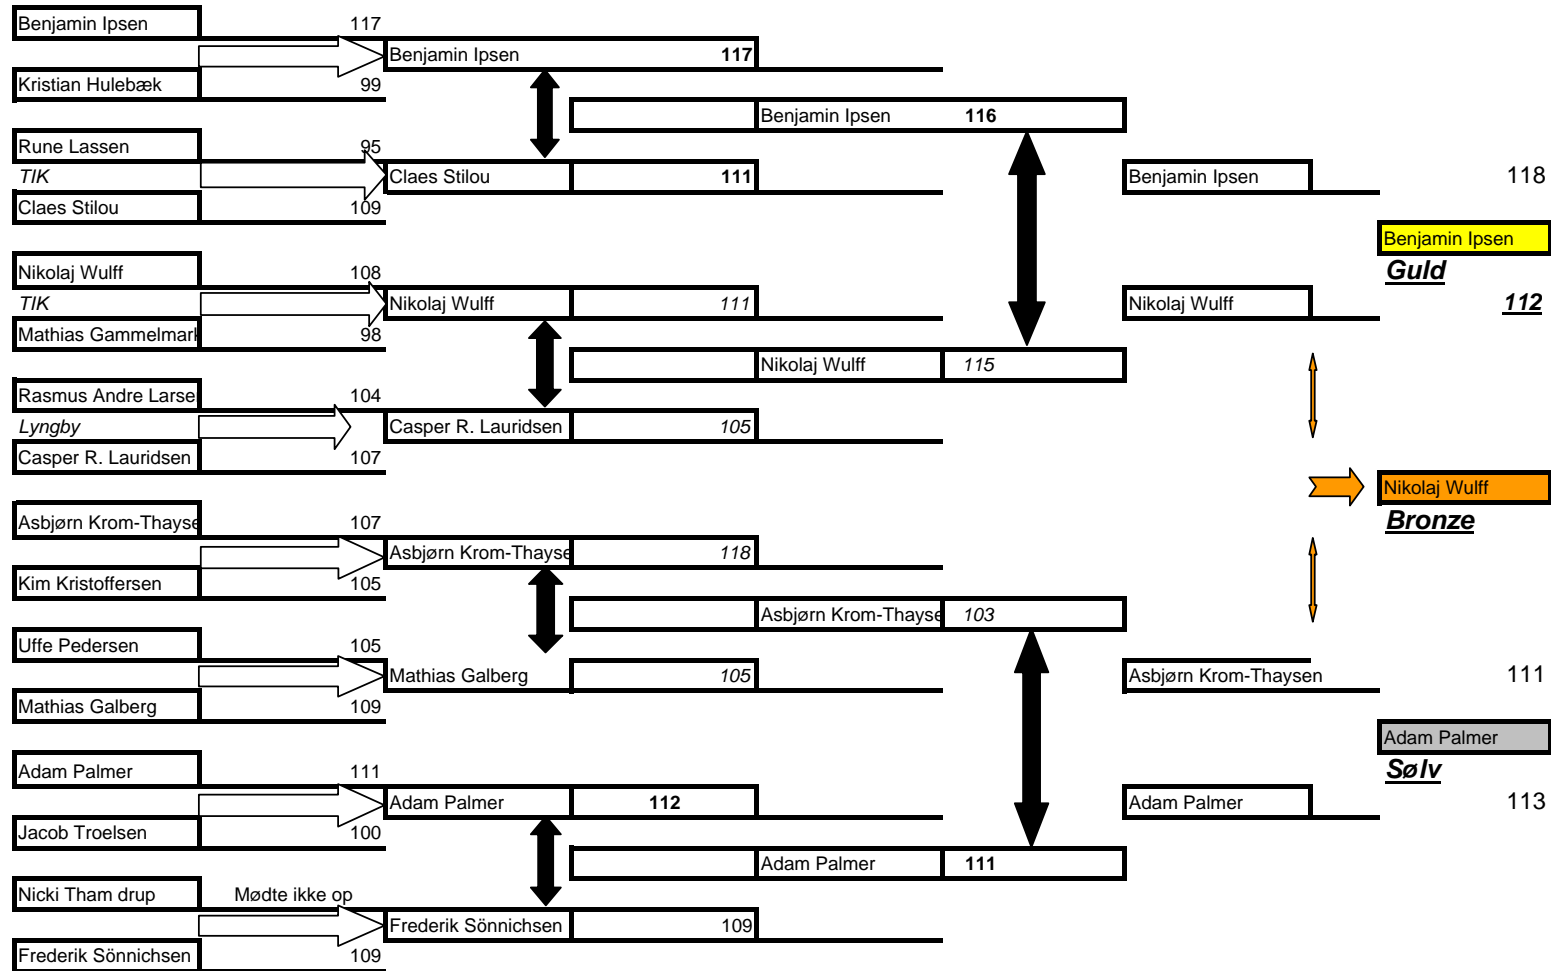 Benjamin Ipsen 117
Benjamin Ipsen 117
Kristian Hulebæk 99
Benjamin Ipsen 116
Rune Lassen 95
TIK Claes Stilou 111 Benjamin Ipsen 118
Claes Stilou 109
Benjamin Ipsen
Nikolaj Wulff 108 Guld
TIK Nikolaj Wulff 111 Nikolaj Wulff 112
Mathias Gammelmark 98
Nikolaj Wulff 115
Rasmus Andre Larse 104
Lyngby Casper R. Lauridsen 105
Casper R. Lauridsen 107
Nikolaj Wulff
Asbjørn Krom-Thayse 107 Bronze
Asbjørn Krom-Thayse 118
Kim Kristoffersen 105
Asbjørn Krom-Thayse 103
Uffe Pedersen 105
Mathias Galberg 105 Asbjørn Krom-Thaysen 111
Mathias Galberg 109
Adam Palmer
Adam Palmer 111 Sølv
Adam Palmer 112 Adam Palmer 113
Jacob Troelsen 100
Adam Palmer 111
Nicki Tham drup Mødte ikke op
Frederik Sönnichsen 109
Frederik Sönnichsen 109